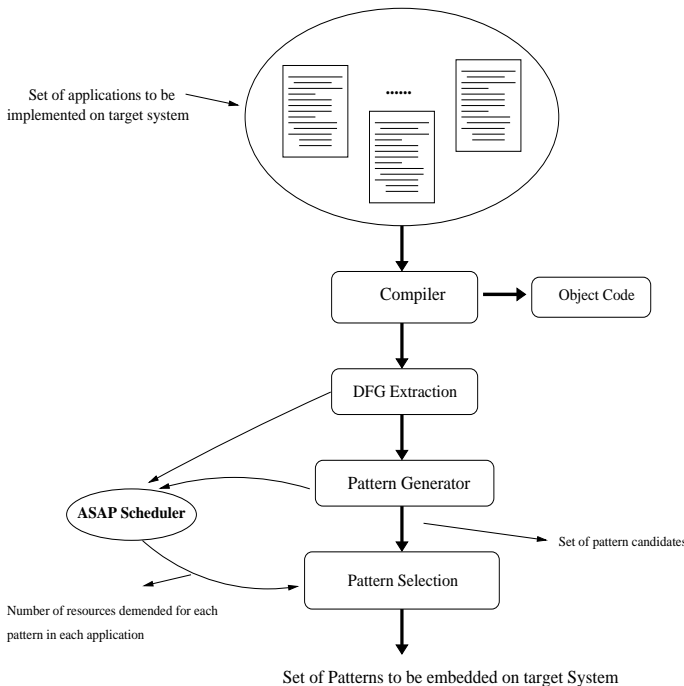 Set of applications to be
implemented on target system
......
Compiler
Object Code
DFG Extraction
Pattern Generator
ASAP Scheduler
Set of pattern candidates
Pattern Selection
Number of resources demended for each
pattern in each application
Set of Patterns to be embedded on target System